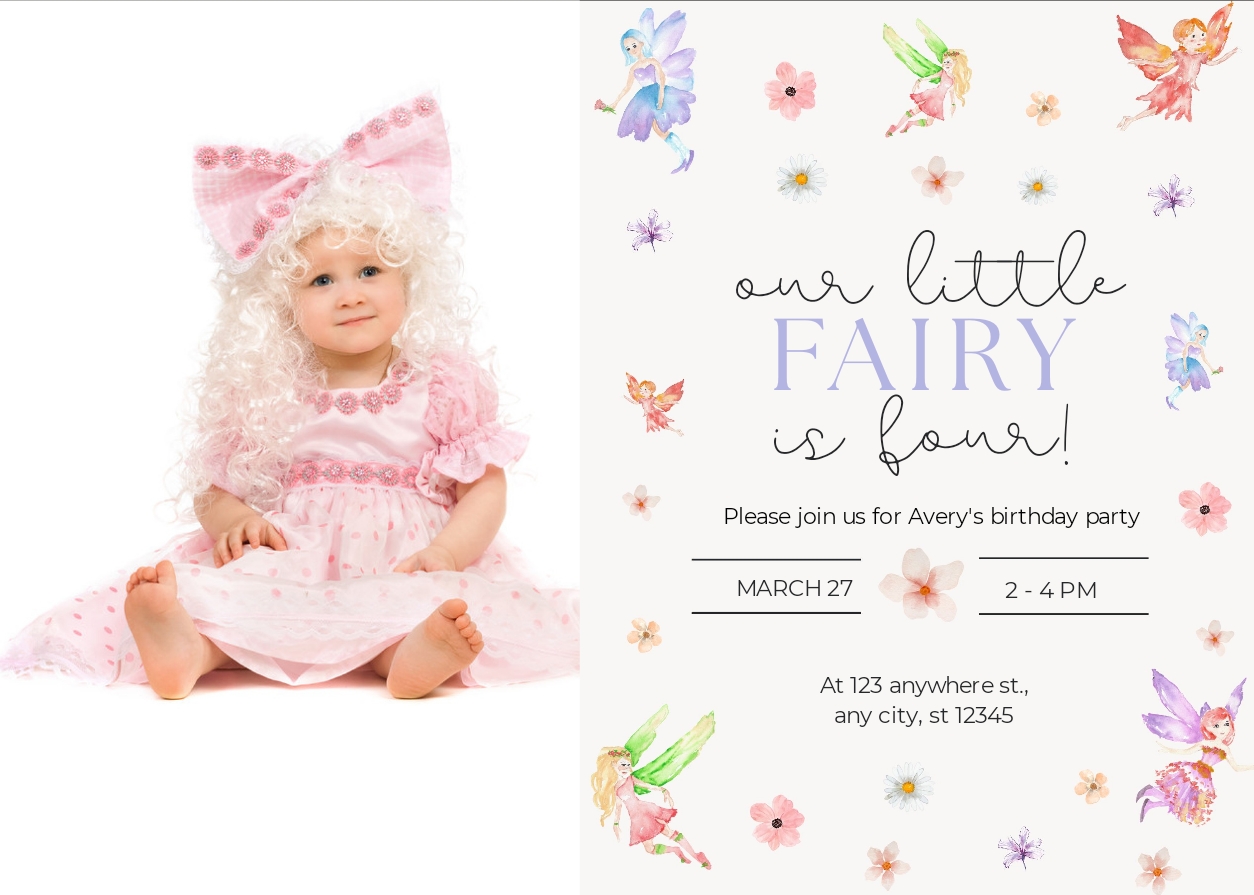 our little
FAIRY
is four!
Please join us for Avery's birthday party
MARCH 27
2 - 4 PM
At 123 anywhere st.,
any city, st 12345